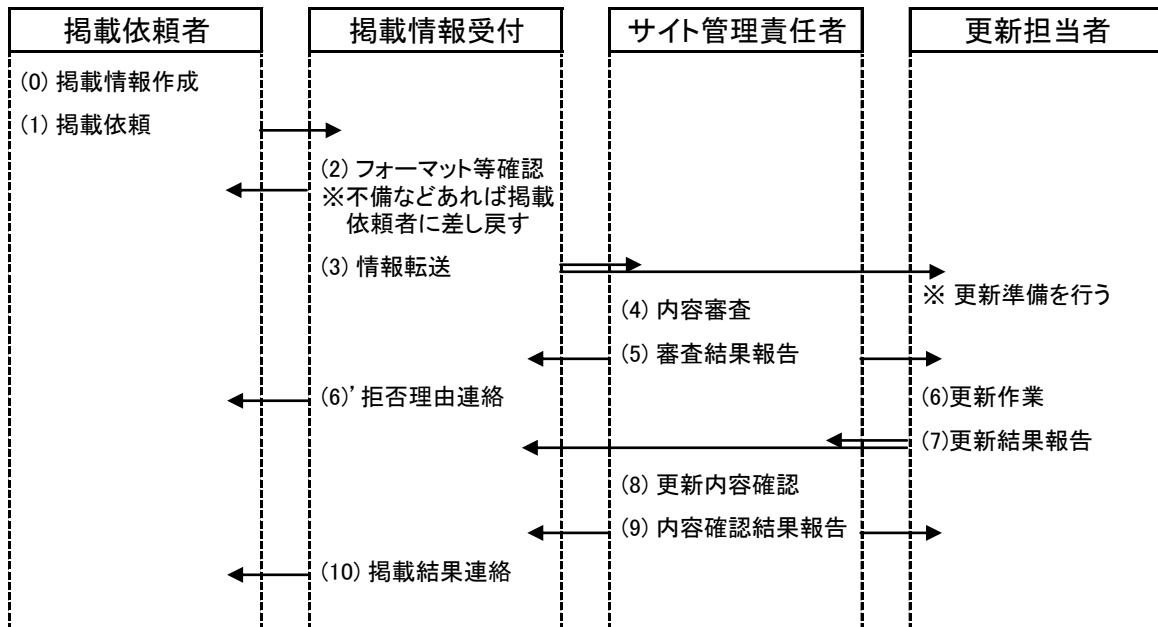 掲載依頼者
掲載情報受付
サイト管理責任者
更新担当者
(0) 掲載情報作成
(1) 掲載依頼
(2) フォーマット等確認
※不備などあれば掲載
依頼者に差し戻す
(3) 情報転送
※ 更新準備を行う
(4) 内容審査
(5) 審査結果報告
(6)’拒否理由連絡
(6)更新作業
(7)更新結果報告
(8) 更新内容確認
(9) 内容確認結果報告
(10) 掲載結果連絡